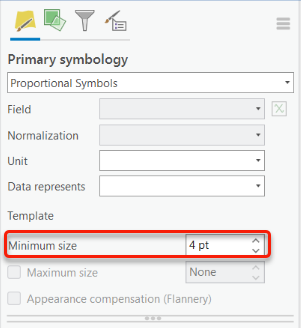 Primary symbology
Proportional Symbols
Field
Normalization
Unit
Data represents
Template
Minimum size 4 pt
Maximum size None
Appearance compensation (Flannery)